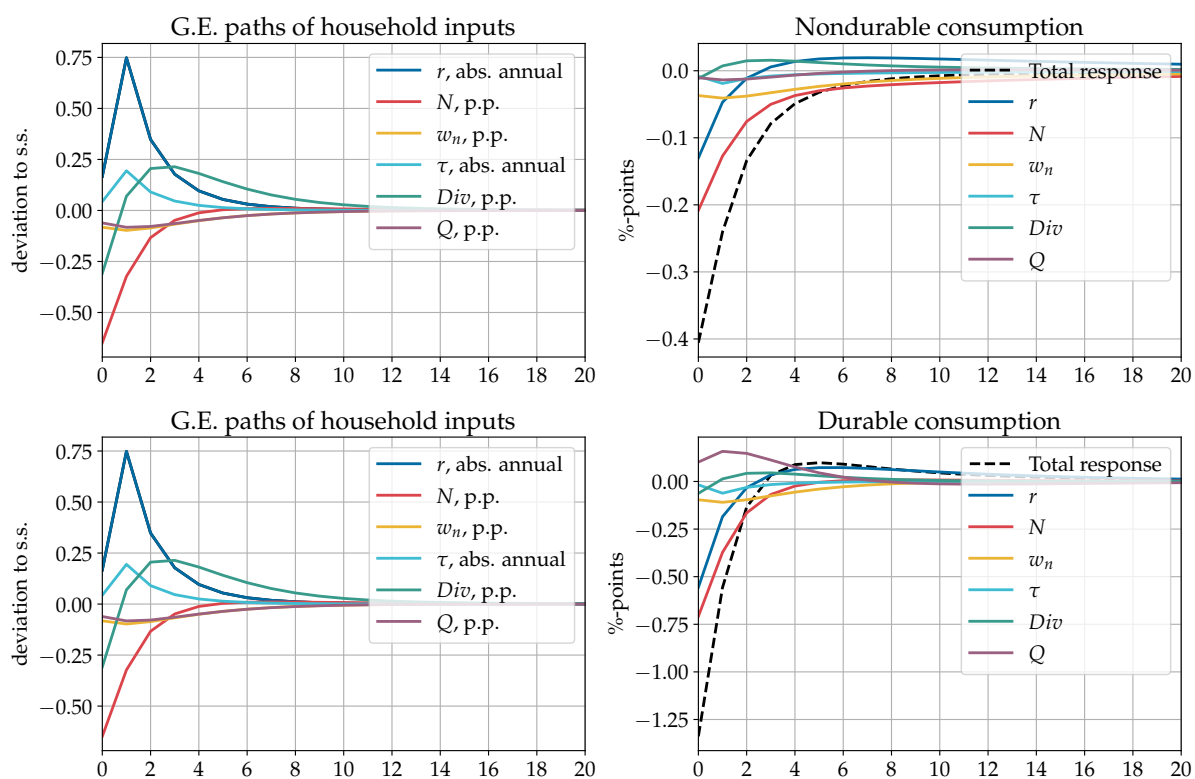 G.E. paths of household inputs
deviation to s.s.
0.75
0.50
0.25
0.00
−0.25
−0.50
r, abs. annual
N, p.p.
wₙ, p.p.
τ, abs. annual
Div, p.p.
Q, p.p.
0 2 4 6 8 10 12 14 16 18 20
Nondurable consumption
%-points
0.0
−0.1
−0.2
−0.3
−0.4
Total response
r
N
wₙ
τ
Div
Q
0 2 4 6 8 10 12 14 16 18 20
G.E. paths of household inputs
deviation to s.s.
0.75
0.50
0.25
0.00
−0.25
−0.50
r, abs. annual
N, p.p.
wₙ, p.p.
τ, abs. annual
Div, p.p.
Q, p.p.
0 2 4 6 8 10 12 14 16 18 20
Durable consumption
%-points
0.00
−0.25
−0.50
−0.75
−1.00
−1.25
Total response
r
N
wₙ
τ
Div
Q
0 2 4 6 8 10 12 14 16 18 20